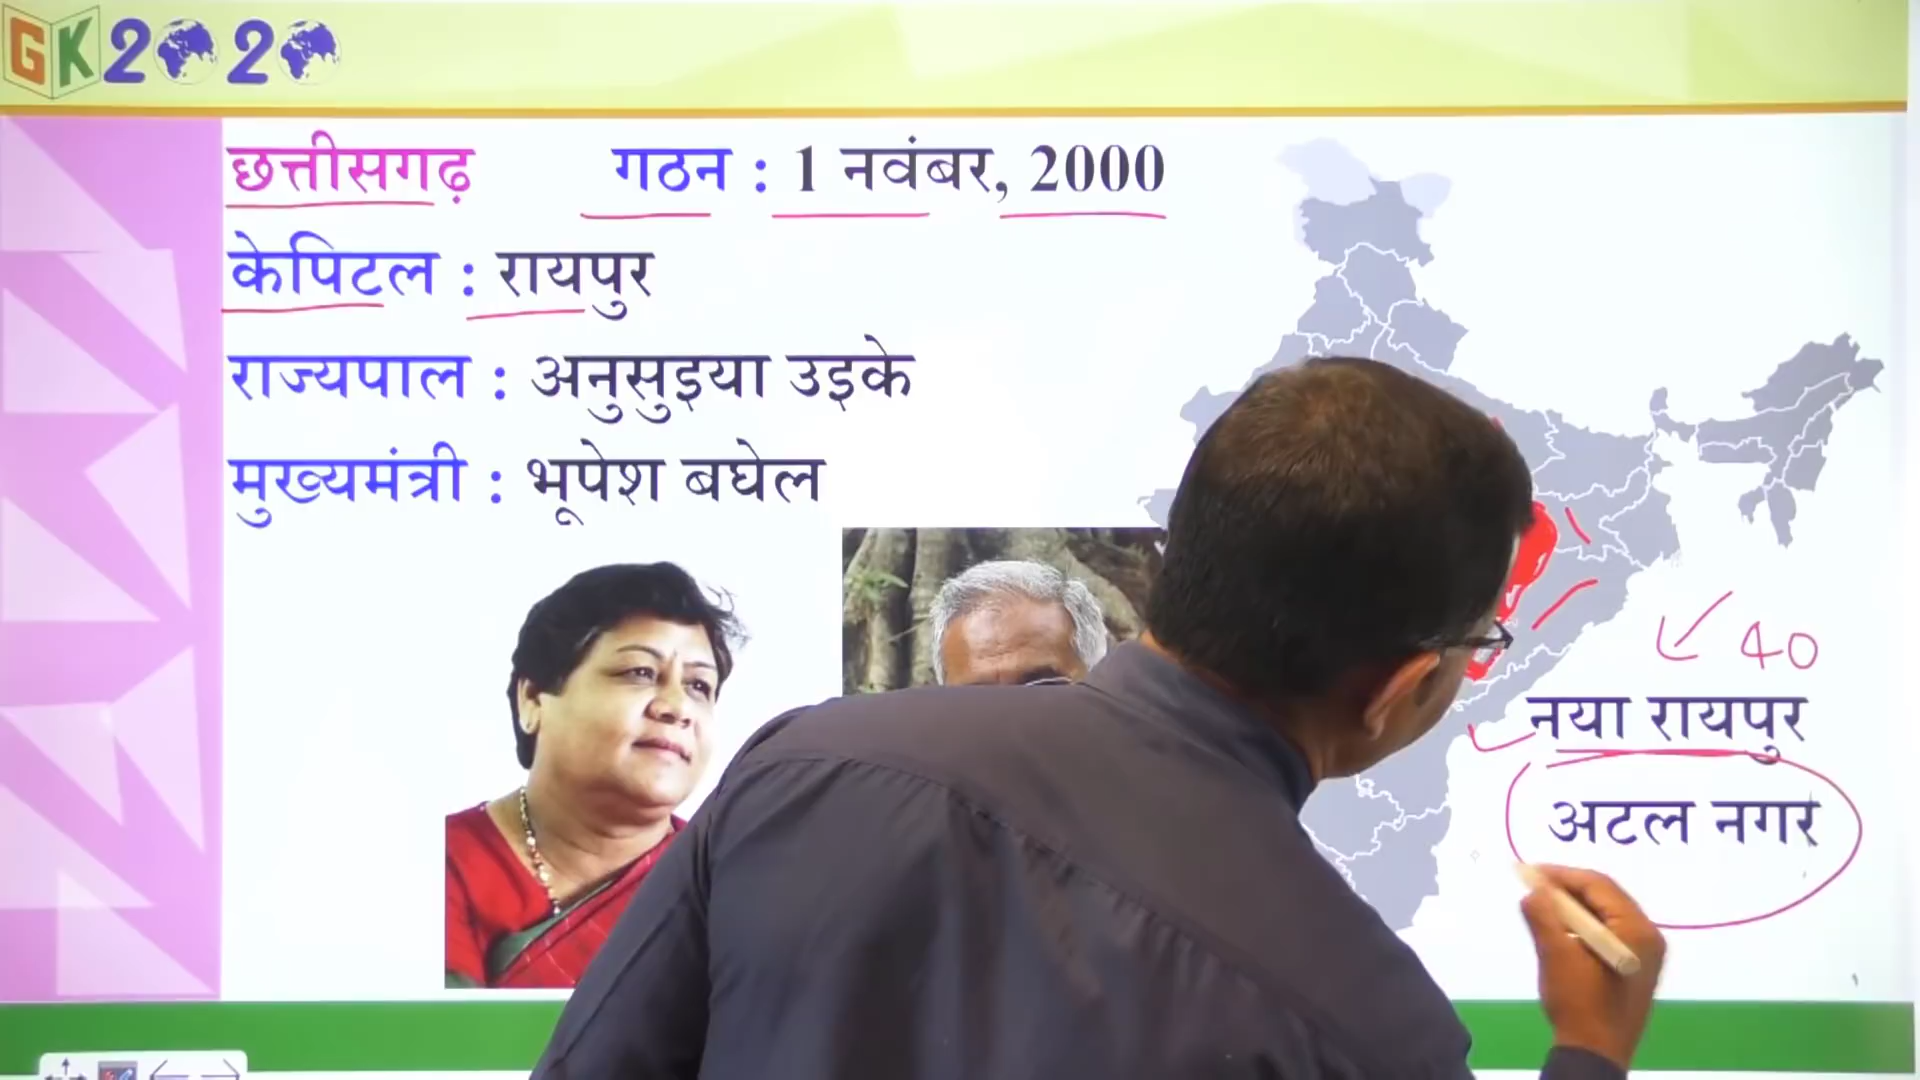 GK2020
छत्तीसगढ़ गठन : 1 नवंबर, 2000
केपिटल : रायपुर
राज्यपाल : अनुसुइया उइके
मुख्यमंत्री : भूपेश बघेल
40
नया रायपुर
अटल नगर